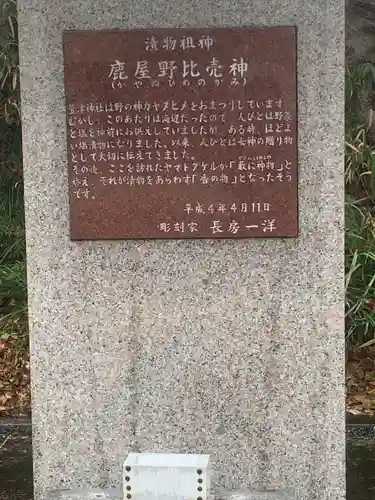 漬物祖神
鹿屋野比売神
(かやぬひめのかみ)
萱津神社は野の神カヤヌヒメをおまつりしています
むかし、このあたりは海辺だったので、人びとは野菜
と塩を神前にお供えしていましたが、ある時、ほどよ
い塩漬物になりました。以来、人びとは女神の贈り物
として大切に伝えてきました。
その後、ここを訪れたヤマトタケルが「藪に神物」と
称え、それが漬物をあらわす「香の物」となったそう
です。
平成4年4月11日
彫刻家 長房一洋